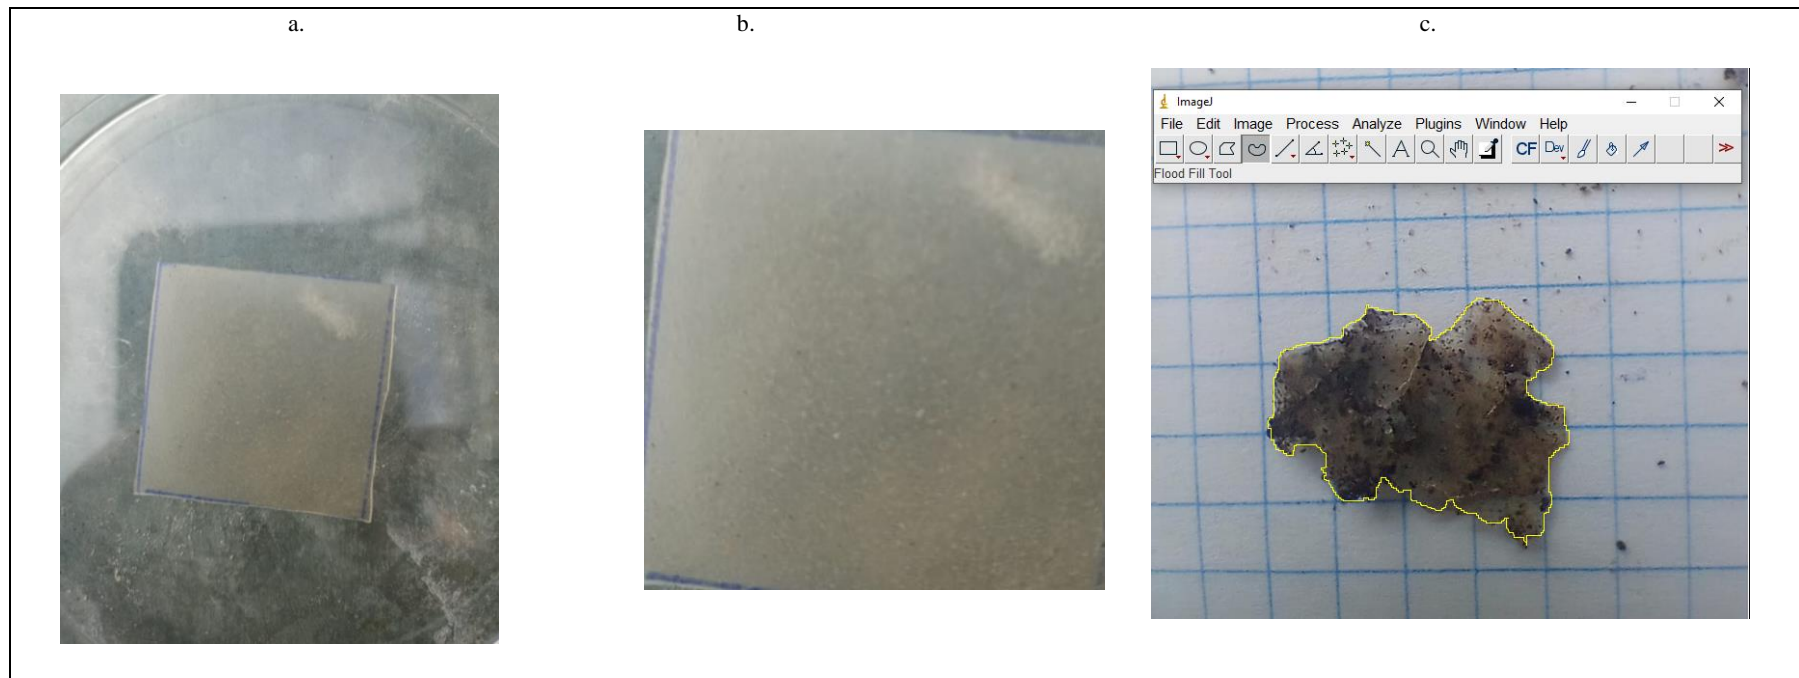 a.
b.
c.
ImageJ
File Edit Image Process Analyze Plugins Window Help
CF Dev
Flood Fill Tool